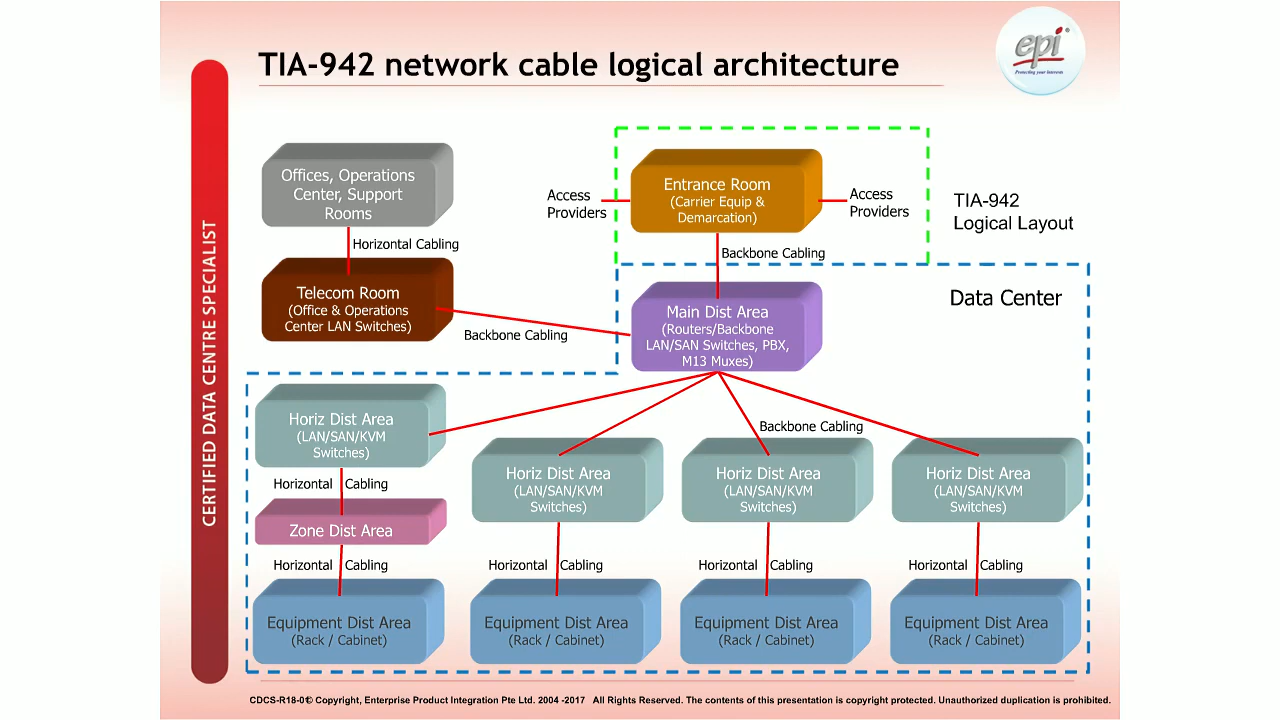 TIA-942 network cable logical architecture
epi®
Protecting your interests
CERTIFIED DATA CENTRE SPECIALIST
Offices, Operations
Center, Support
Rooms
Horizontal Cabling
Telecom Room
(Office & Operations
Center LAN Switches)
Backbone Cabling
Access
Providers
Entrance Room
(Carrier Equip &
Demarcation)
Access
Providers
TIA-942
Logical Layout
Backbone Cabling
Data Center
Main Dist Area
(Routers/Backbone
LAN/SAN Switches, PBX,
M13 Muxes)
Backbone Cabling
Horiz Dist Area
(LAN/SAN/KVM
Switches)
Horizontal Cabling
Zone Dist Area
Horizontal Cabling
Equipment Dist Area
(Rack / Cabinet)
Horiz Dist Area
(LAN/SAN/KVM
Switches)
Horizontal Cabling
Equipment Dist Area
(Rack / Cabinet)
Horiz Dist Area
(LAN/SAN/KVM
Switches)
Horizontal Cabling
Equipment Dist Area
(Rack / Cabinet)
Horiz Dist Area
(LAN/SAN/KVM
Switches)
Horizontal Cabling
Equipment Dist Area
(Rack / Cabinet)
CDCS-R18-01© Copyright, Enterprise Product Integration Pte Ltd. 2004 -2017 All Rights Reserved. The contents of this presentation is copyright protected. Unauthorized duplication is prohibited.